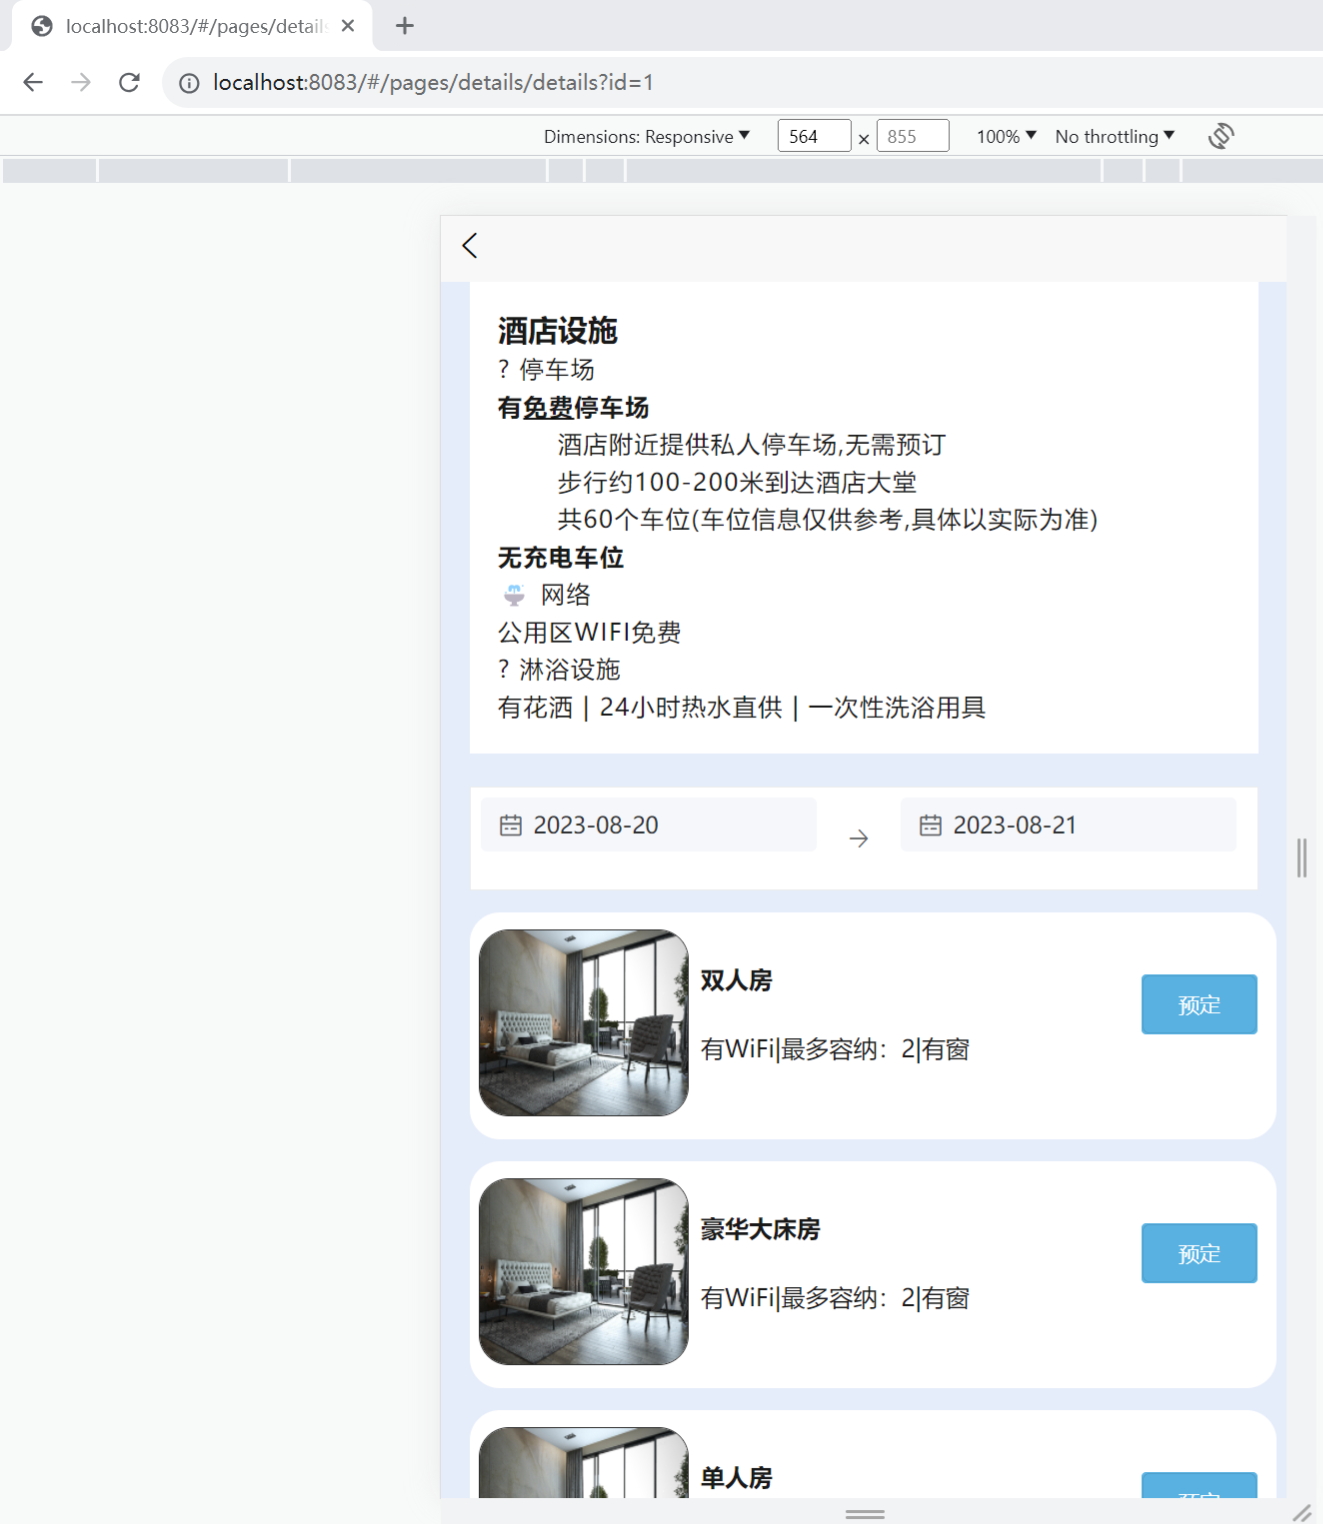 localhost:8083/#/pages/details
localhost:8083/#/pages/details/details?id=1
Dimensions: Responsive ▼ 564 × 855 100% ▼ No throttling ▼
酒店设施
? 停车场
有免费停车场
酒店附近提供私人停车场,无需预订
步行约100-200米到达酒店大堂
共60个车位(车位信息仅供参考,具体以实际为准)
无充电车位
网络
公用区WIFI免费
? 淋浴设施
有花洒 | 24小时热水直供 | 一次性洗浴用具
2023-08-20 → 2023-08-21
双人房
预定
有WiFi|最多容纳：2|有窗
豪华大床房
预定
有WiFi|最多容纳：2|有窗
单人房
预定